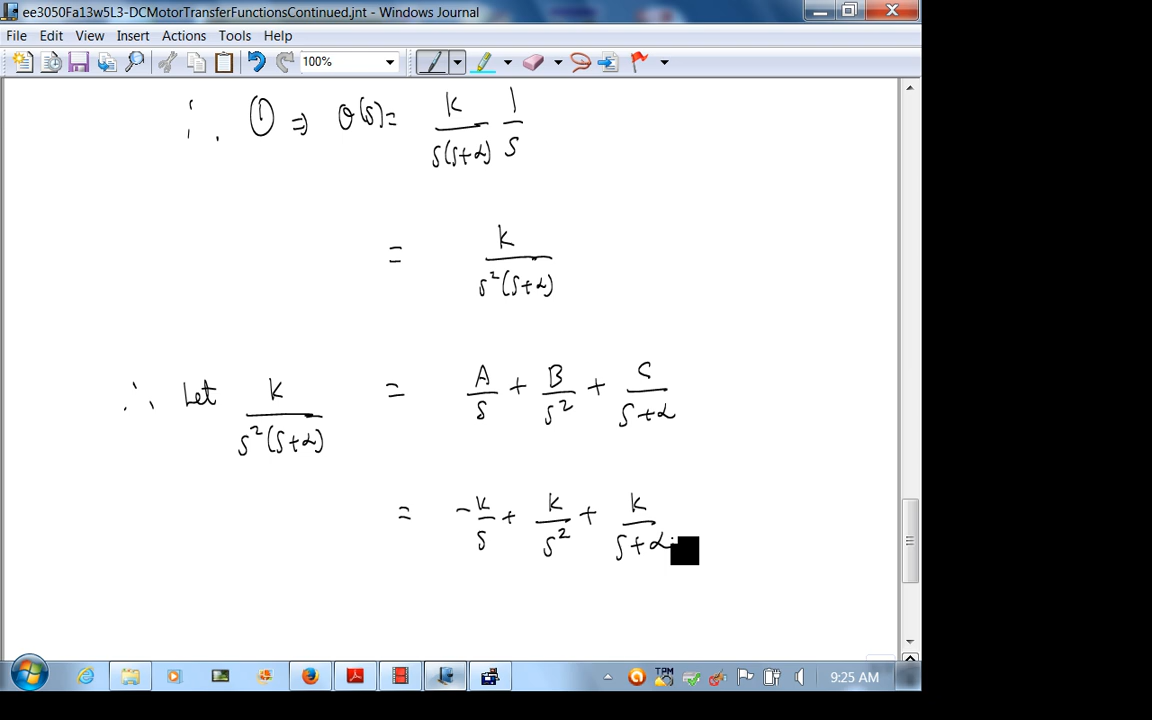 ee3050Fa13w5L3-DCMotorTransferFunctionsContinued.jnt - Windows Journal
File Edit View Insert Actions Tools Help
100%
∴ ① ⇒ θ(s) = k/(s(s+α)) 1/s
= k/(s²(s+α))
∴ Let k/(s²(s+α)) = A/s + B/s² + C/(s+α)
= -k/s + k/s² + k/(s+α)
9:25 AM